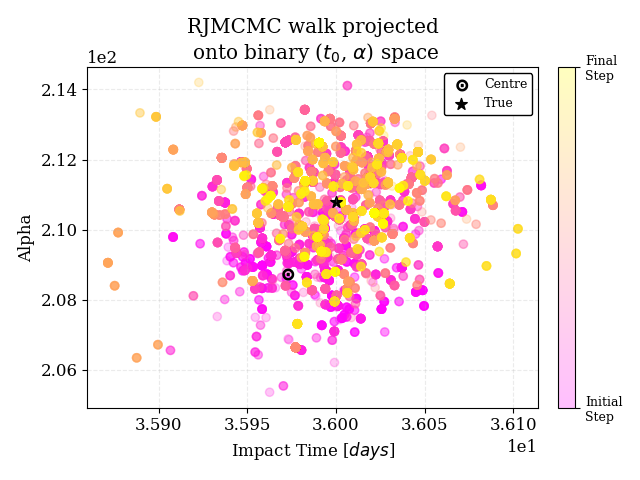 RJMCMC walk projected
onto binary (t₀, α) space
1e2
2.14
2.12
2.10
2.08
2.06
Alpha
Centre
True
3.590
3.595
3.600
3.605
3.610
1e1
Impact Time [days]
Final
Step
Initial
Step